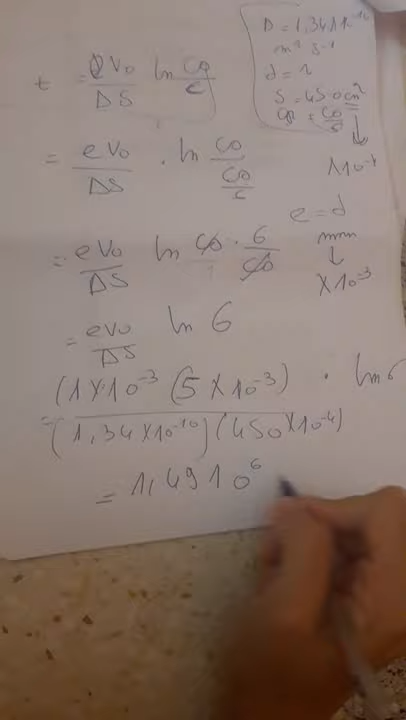 D = 1,34 × 10⁻¹⁰
m² s⁻¹
d = 1
S = 450 cm²
C₀ = C₀/6
↓
×10⁻⁴
t = eV₀/DS ln C₀/C
= eV₀/DS · ln C₀/(C₀/6)
e = d
mm
↓
×10⁻³
= eV₀/DS ln C₀ · 6/C₀
= eV₀/DS ln 6
= (1×10⁻³ (5×10⁻³)/(1,34×10⁻¹⁰)(450×10⁻⁴) · ln 6
= 1,49 10⁶